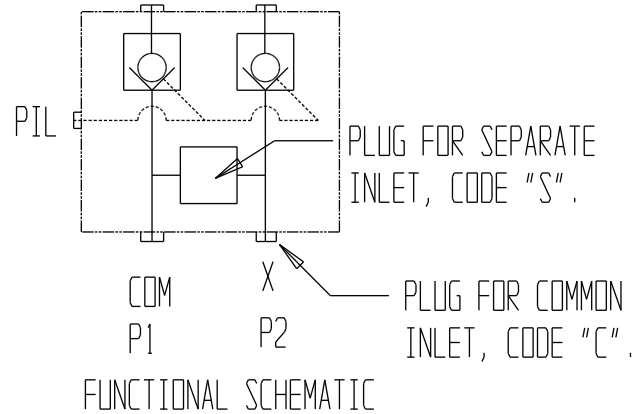 PIL
PLUG FOR SEPARATE
INLET, CODE "S".
COM
X
PLUG FOR COMMON
INLET, CODE "C".
P1
P2
FUNCTIONAL SCHEMATIC